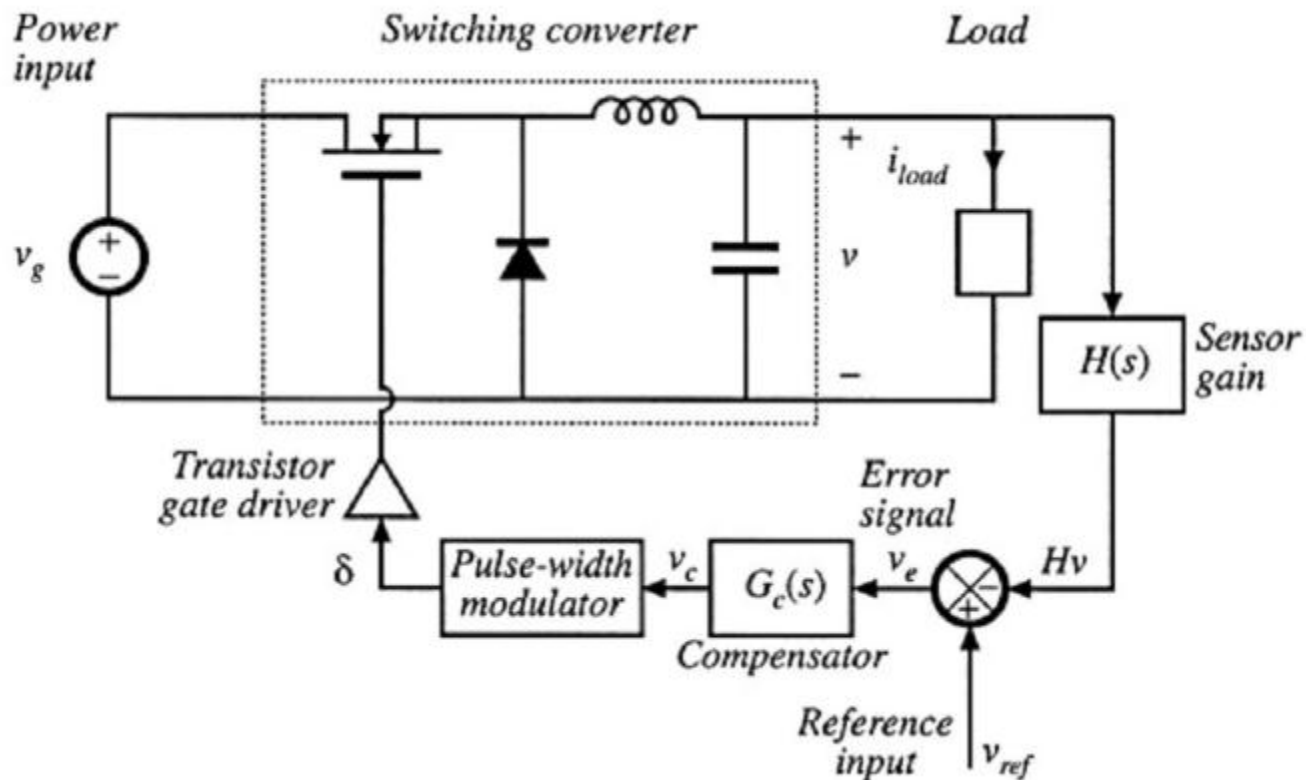 Power
input
Switching converter
Load
+
i_load
v_g
+
−
v
−
H(s)
Sensor
gain
Transistor
gate driver
Error
signal
δ
Pulse-width
modulator
v_c
G_c(s)
v_e
−
+
Hv
Compensator
Reference
input
v_ref